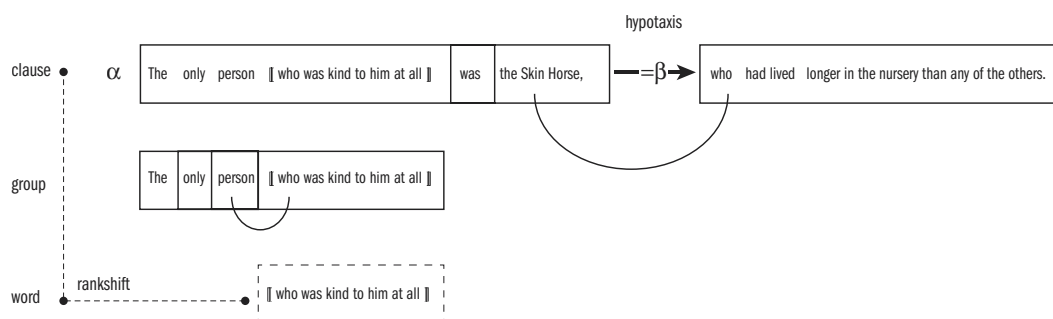 hypotaxis
clause α The only person ⟦ who was kind to him at all ⟧ was the Skin Horse, =β who had lived longer in the nursery than any of the others.
group The only person ⟦ who was kind to him at all ⟧
rankshift
word ⟦ who was kind to him at all ⟧